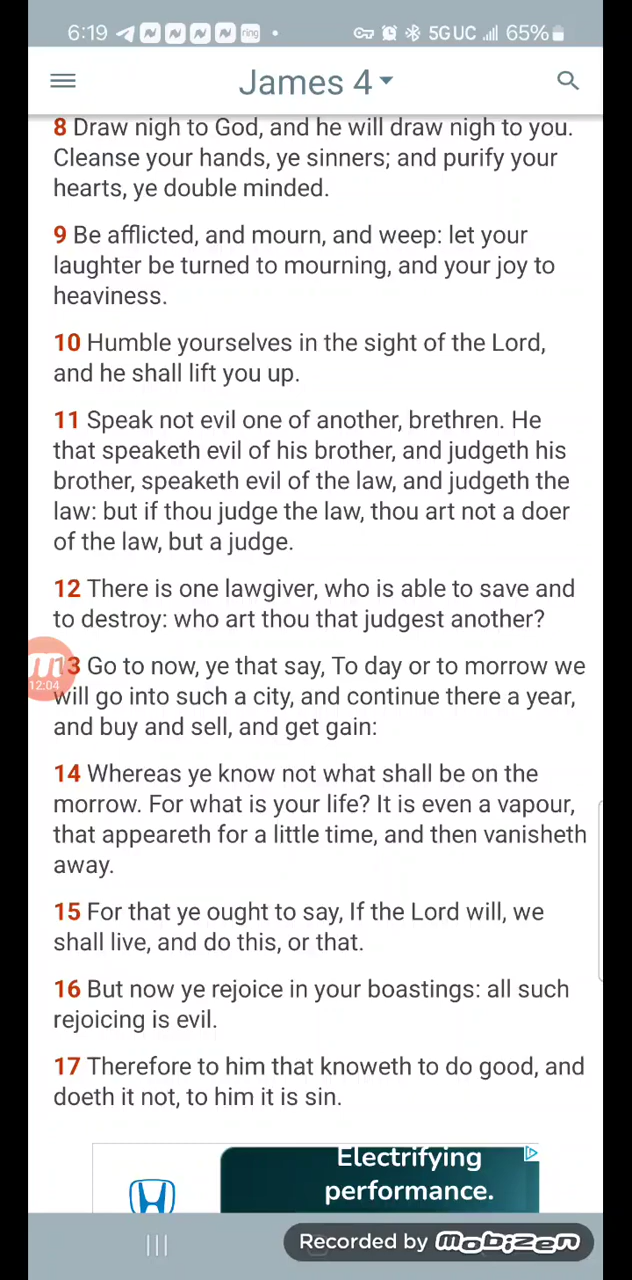 6:19 ring 5G UC 65%
James 4
8 Draw nigh to God, and he will draw nigh to you.
Cleanse your hands, ye sinners; and purify your
hearts, ye double minded.
9 Be afflicted, and mourn, and weep: let your
laughter be turned to mourning, and your joy to
heaviness.
10 Humble yourselves in the sight of the Lord,
and he shall lift you up.
11 Speak not evil one of another, brethren. He
that speaketh evil of his brother, and judgeth his
brother, speaketh evil of the law, and judgeth the
law: but if thou judge the law, thou art not a doer
of the law, but a judge.
12 There is one lawgiver, who is able to save and
to destroy: who art thou that judgest another?
13 Go to now, ye that say, To day or to morrow we
12:04
will go into such a city, and continue there a year,
and buy and sell, and get gain:
14 Whereas ye know not what shall be on the
morrow. For what is your life? It is even a vapour,
that appeareth for a little time, and then vanisheth
away.
15 For that ye ought to say, If the Lord will, we
shall live, and do this, or that.
16 But now ye rejoice in your boastings: all such
rejoicing is evil.
17 Therefore to him that knoweth to do good, and
doeth it not, to him it is sin.
Electrifying
performance.
Recorded by mobizen